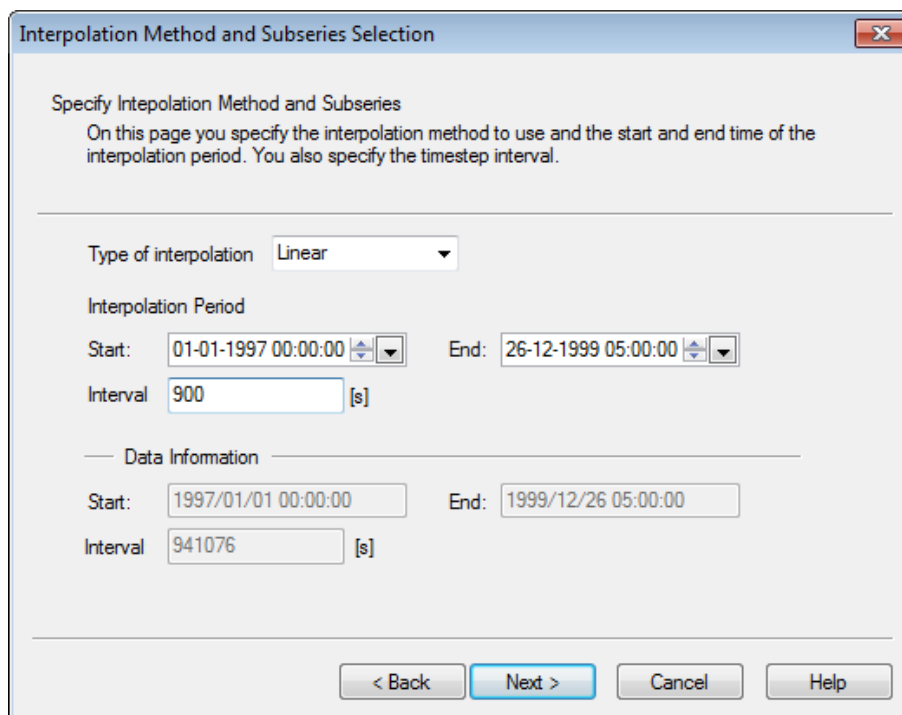 Interpolation Method and Subseries Selection
Specify Intepolation Method and Subseries
On this page you specify the interpolation method to use and the start and end time of the
interpolation period. You also specify the timestep interval.
Type of interpolation Linear
Interpolation Period
Start: 01-01-1997 00:00:00 End: 26-12-1999 05:00:00
Interval 900 [s]
Data Information
Start: 1997/01/01 00:00:00 End: 1999/12/26 05:00:00
Interval 941076 [s]
< Back Next > Cancel Help